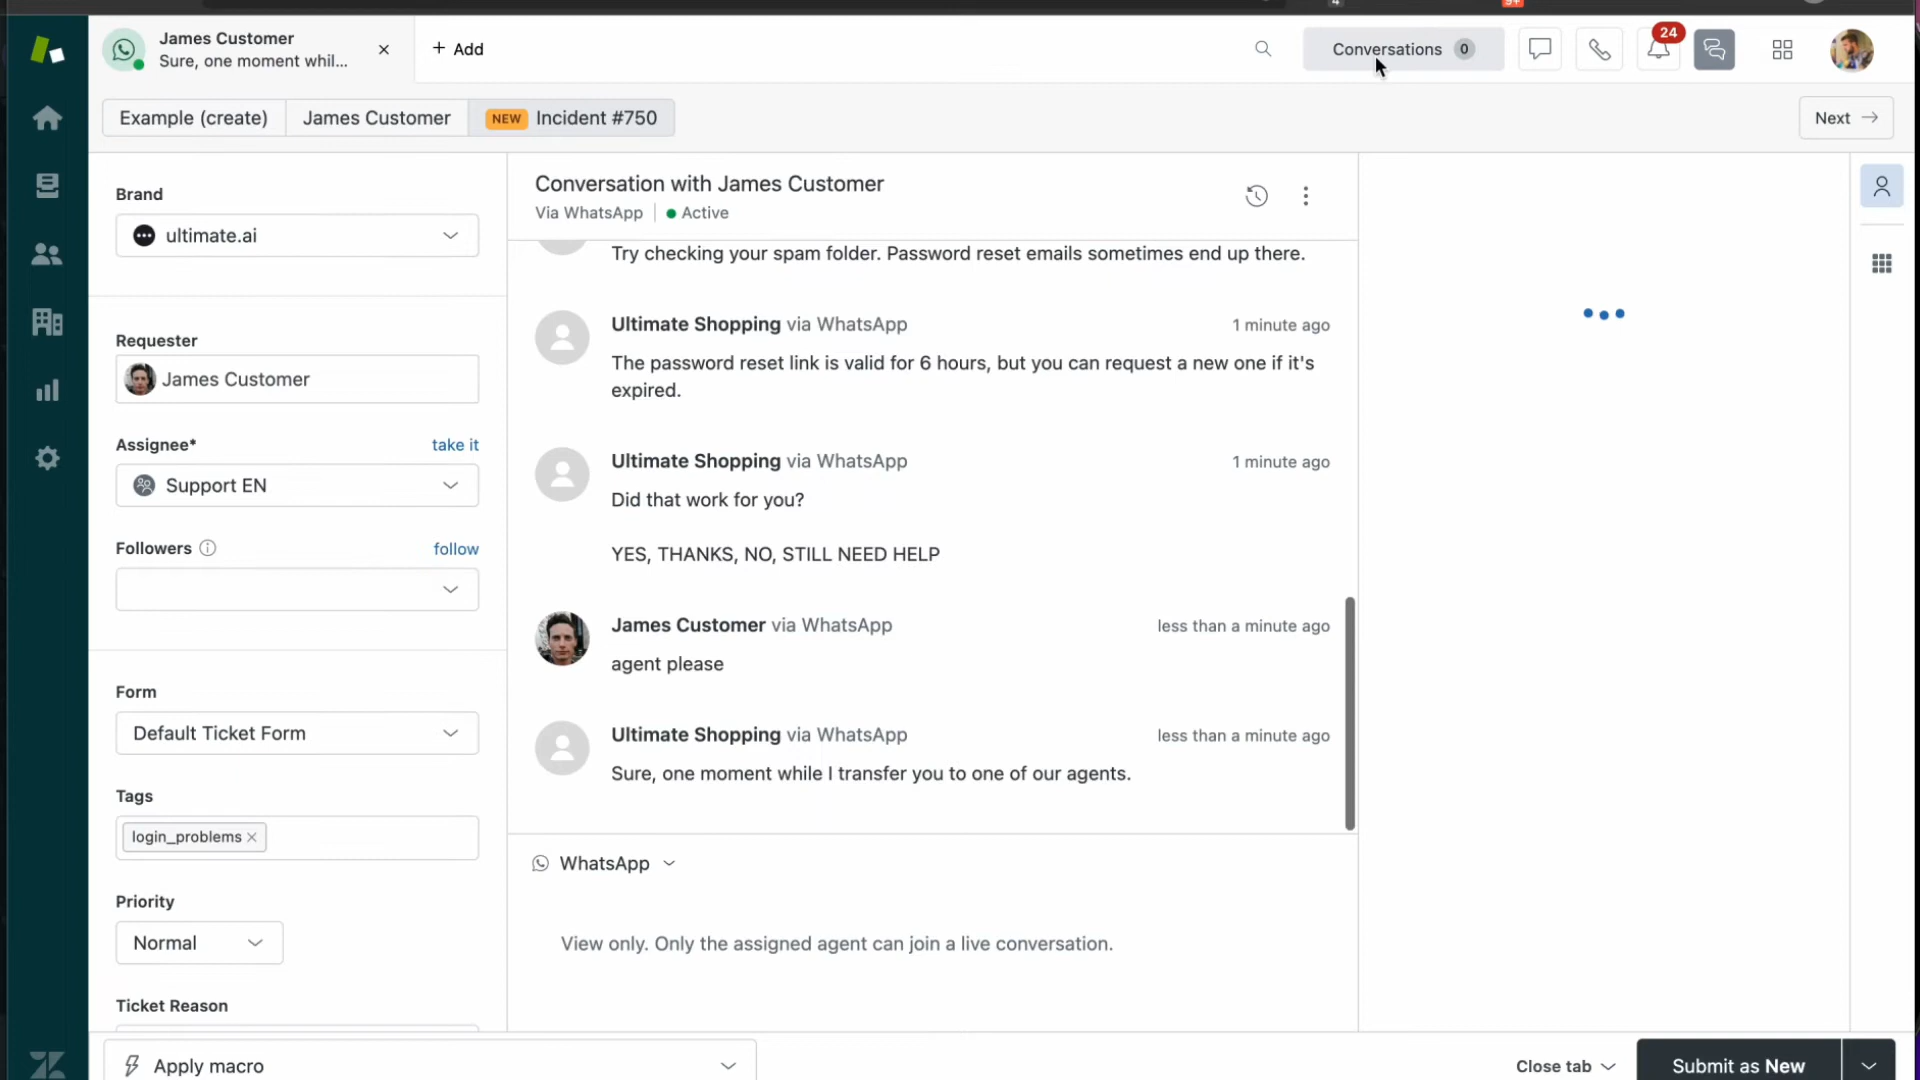 James Customer
Sure, one moment whil...
+ Add
Conversations 0
24
Example (create)
James Customer
NEW Incident #750
Next
Brand
ultimate.ai
Requester
James Customer
Assignee*
take it
Support EN
Followers
follow
Form
Default Ticket Form
Tags
login_problems
Priority
Normal
Ticket Reason
Conversation with James Customer
Via WhatsApp
Active
Try checking your spam folder. Password reset emails sometimes end up there.
Ultimate Shopping via WhatsApp
1 minute ago
The password reset link is valid for 6 hours, but you can request a new one if it's
expired.
Ultimate Shopping via WhatsApp
1 minute ago
Did that work for you?
YES, THANKS, NO, STILL NEED HELP
James Customer via WhatsApp
less than a minute ago
agent please
Ultimate Shopping via WhatsApp
less than a minute ago
Sure, one moment while I transfer you to one of our agents.
WhatsApp
View only. Only the assigned agent can join a live conversation.
Apply macro
Close tab
Submit as New